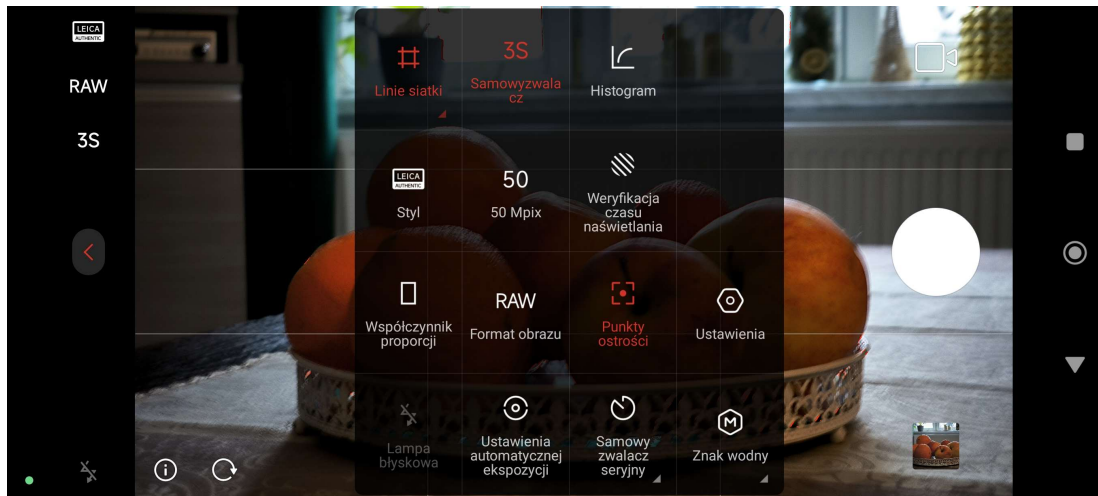 LEICA
AUTHENTIC
RAW
3S
Linie siatki
3S
Samowyzwala
cz
Histogram
LEICA
AUTHENTIC
Styl
50
50 Mpix
Weryfikacja
czasu
naświetlania
Współczynnik
proporcji
RAW
Format obrazu
Punkty
ostrości
Ustawienia
Lampa
błyskowa
Ustawienia
automatycznej
ekspozycji
Samowy
zwalacz
seryjny
M
Znak wodny